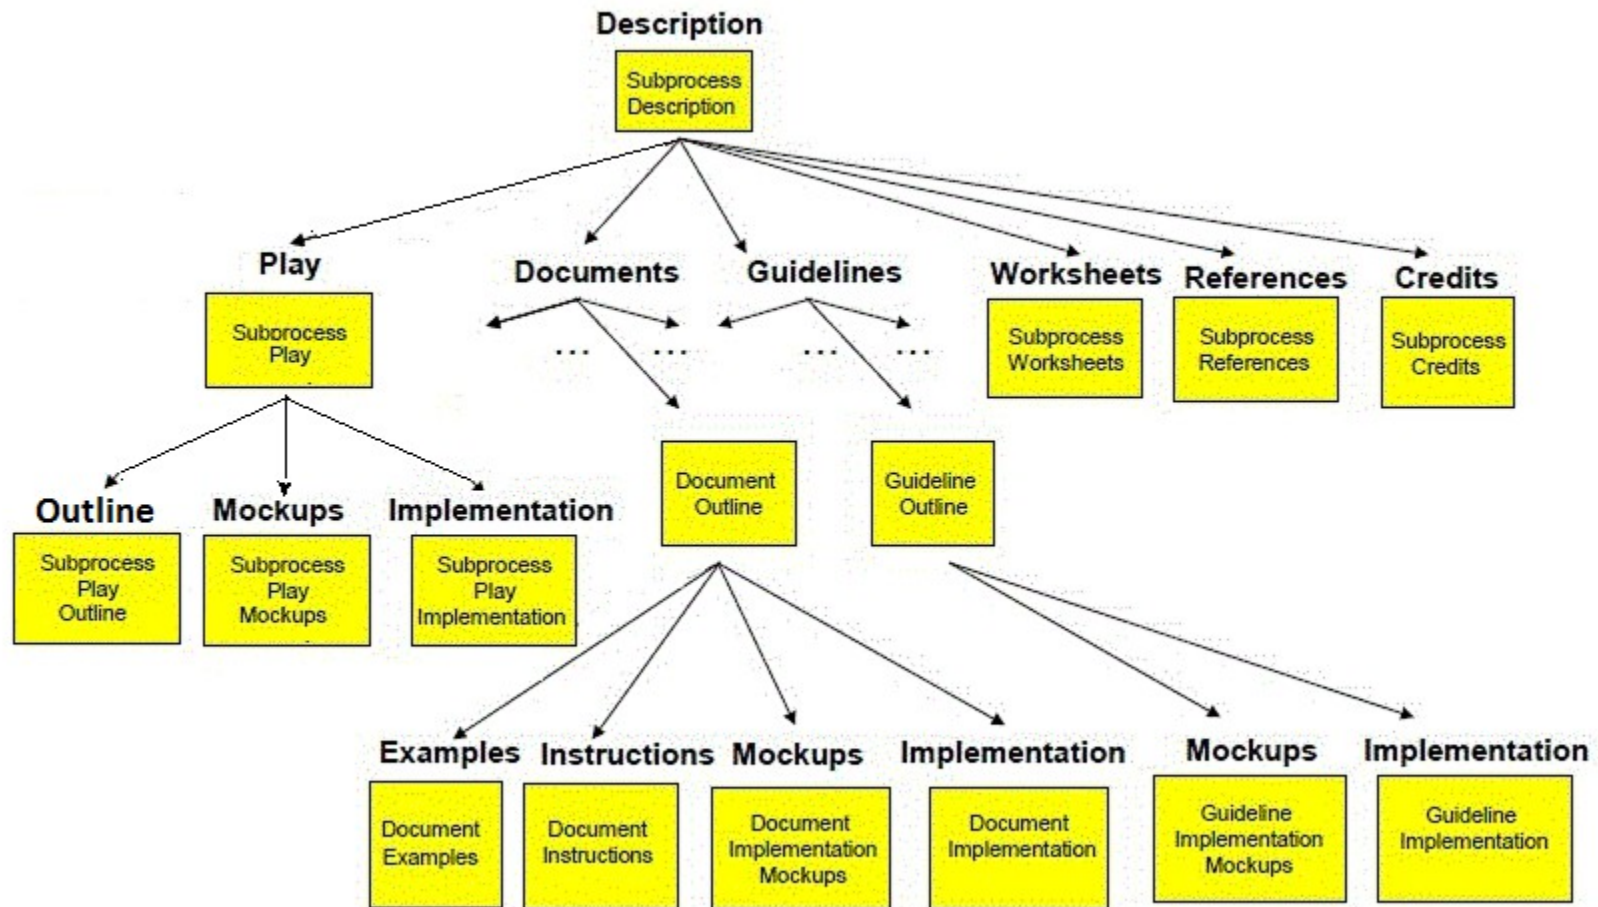 Description
Subprocess
Description
Play
Documents
Guidelines
Worksheets
References
Credits
Subprocess
Play
Subprocess
Worksheets
Subprocess
References
Subprocess
Credits
... ... ... ...
Document
Outline
Guideline
Outline
Outline
Mockups
Implementation
Subprocess
Play
Outline
Subprocess
Play
Mockups
Subprocess
Play
Implementation
Examples
Instructions
Mockups
Implementation
Mockups
Implementation
Document
Examples
Document
Instructions
Document
Implementation
Mockups
Document
Implementation
Guideline
Implementation
Mockups
Guideline
Implementation